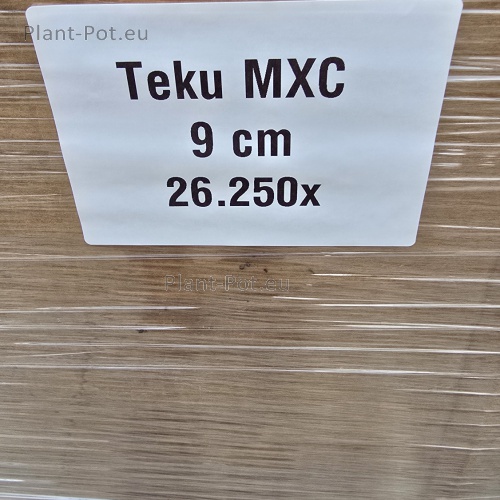 Plant-Pot.eu
Teku MXC
9 cm
26.250x
Plant-Pot.eu